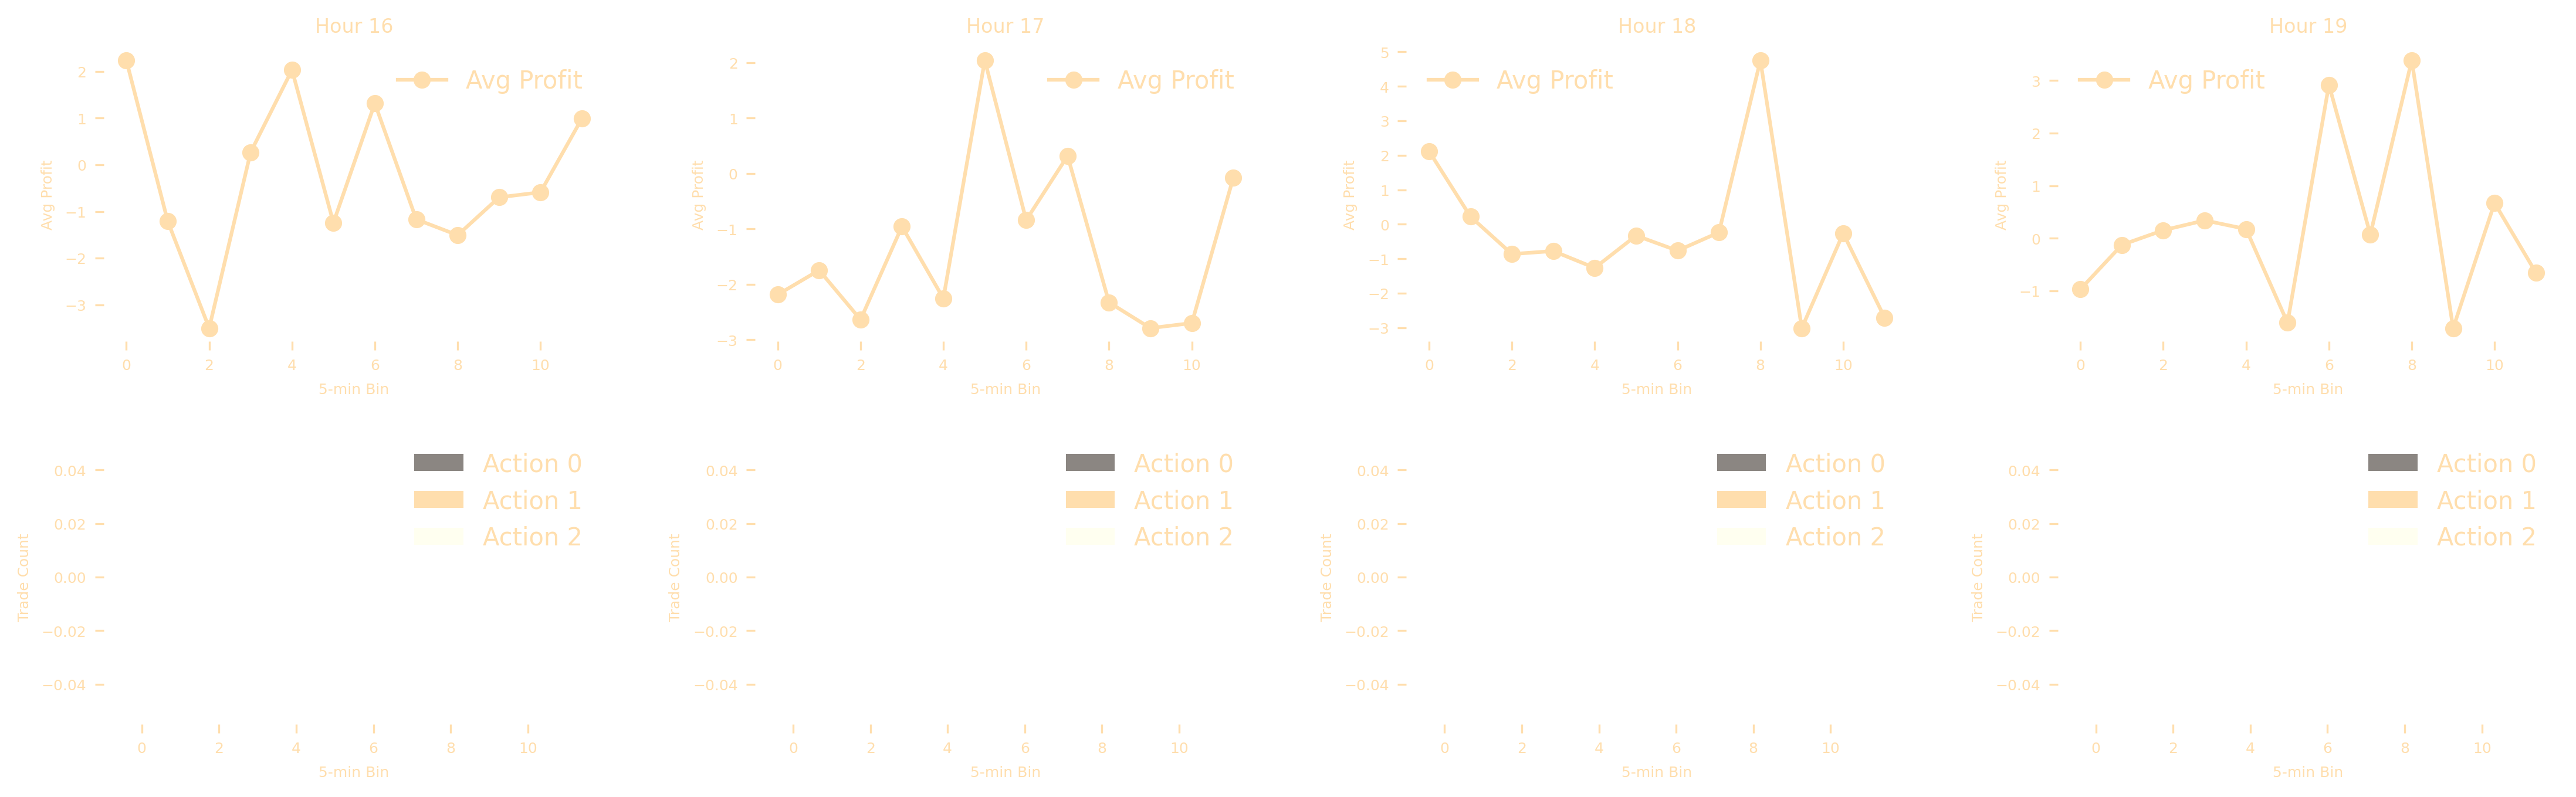 Hour 16
Avg Profit
2
1
0
−1
−2
−3
Avg Profit
0 2 4 6 8 10
5-min Bin
Hour 17
Avg Profit
2
1
0
−1
−2
−3
Avg Profit
0 2 4 6 8 10
5-min Bin
Hour 18
Avg Profit
5
4
3
2
1
0
−1
−2
−3
Avg Profit
0 2 4 6 8 10
5-min Bin
Hour 19
Avg Profit
3
2
1
0
−1
Avg Profit
0 2 4 6 8 10
5-min Bin
Action 0
Action 1
Action 2
0.04
0.02
0.00
−0.02
−0.04
Trade Count
0 2 4 6 8 10
5-min Bin
Action 0
Action 1
Action 2
0.04
0.02
0.00
−0.02
−0.04
Trade Count
0 2 4 6 8 10
5-min Bin
Action 0
Action 1
Action 2
0.04
0.02
0.00
−0.02
−0.04
Trade Count
0 2 4 6 8 10
5-min Bin
Action 0
Action 1
Action 2
0.04
0.02
0.00
−0.02
−0.04
Trade Count
0 2 4 6 8 10
5-min Bin